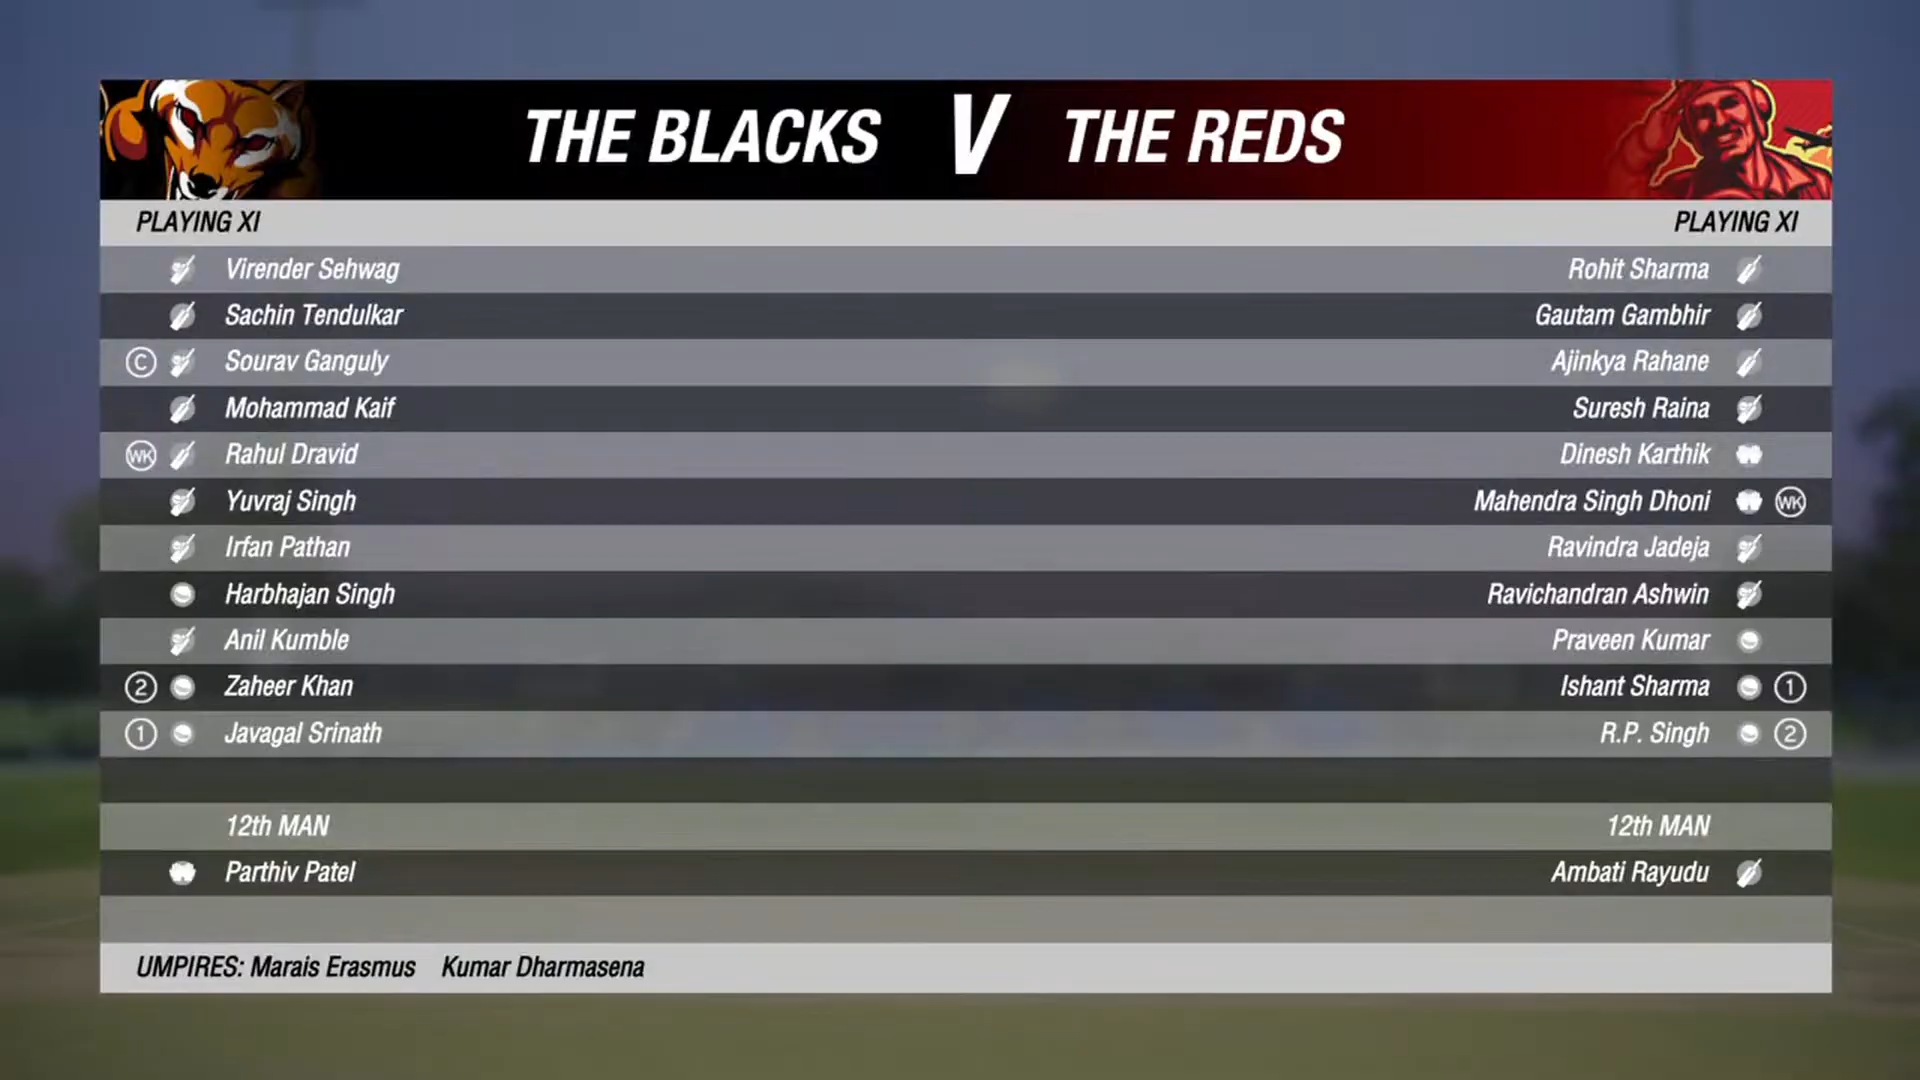 THE BLACKS V THE REDS
PLAYING XI PLAYING XI
Virender Sehwag Rohit Sharma
Sachin Tendulkar Gautam Gambhir
C Sourav Ganguly Ajinkya Rahane
Mohammad Kaif Suresh Raina
WK Rahul Dravid Dinesh Karthik
Yuvraj Singh Mahendra Singh Dhoni WK
Irfan Pathan Ravindra Jadeja
Harbhajan Singh Ravichandran Ashwin
Anil Kumble Praveen Kumar
2 Zaheer Khan Ishant Sharma 1
1 Javagal Srinath R.P. Singh 2
12th MAN 12th MAN
Parthiv Patel Ambati Rayudu
UMPIRES: Marais Erasmus Kumar Dharmasena